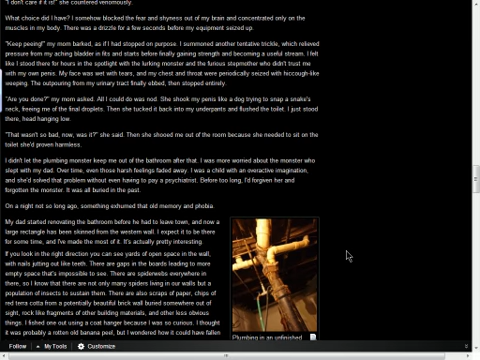 "I don't care if it is!" she countered venomously.
What choice did I have? I somehow blocked the fear and shyness out of my brain and concentrated only on the
muscles in my body. There was a drizzle for a few seconds before my equipment seized up.
"Keep peeing!" my mom barked, as if I had stopped on purpose. I summoned another tentative trickle, which relieved
pressure from my aching bladder in fits and starts before finally gaining strength and becoming a useful stream. I felt
like I stood there for hours in the spotlight with the lurking monster and the furious stepmother who didn't trust me
with my own penis. My face was wet with tears, and my chest and throat were periodically seized with hiccough-like
weeping. The outpouring from my urinary tract finally ebbed, then stopped entirely.
"Are you done?" my mom asked. All I could do was nod. She shook my penis like a dog trying to snap a snake's
neck, freeing me of the final droplets. Then she tucked it back into my underpants and flushed the toilet. I just stood
there, head hanging low.
"That wasn't so bad, now, was it?" she said. Then she shooed me out of the room because she needed to sit on the
toilet she'd proven harmless.
I didn't let the plumbing monster keep me out of the bathroom after that. I was more worried about the monster who
slept with my dad. Over time, even those harsh feelings faded away. I was a child with an overactive imagination,
and she'd solved that problem without even having to pay a psychiatrist. Before too long, I'd forgiven her and
forgotten the monster. It was all buried in the past.
On a night not so long ago, something exhumed that old memory and phobia.
My dad started renovating the bathroom before he had to leave town, and now a
large rectangle has been skinned from the western wall. I expect it to be there
for some time, and I've made the most of it. It's actually pretty interesting.
If you look in the right direction you can see yards of open space in the wall,
with nails jutting out like teeth. There are gaps in the boards leading to more
empty space that's impossible to see. There are spiderwebs everywhere in
there, so I know that there are not only many spiders living in our walls but a
plethora of insects to sustain them. There are also scraps of paper, chips of
red terra cotta from a potentially beautiful brick wall buried somewhere out of
sight, rock like fragments of other building materials, and other less obvious
things. I fished one out using a coat hanger because I was so curious. I thought
it was probably a rotten old banana peel, but I wondered how it could have fallen
Plumbing in an unfinished
Follow My Tools Customize